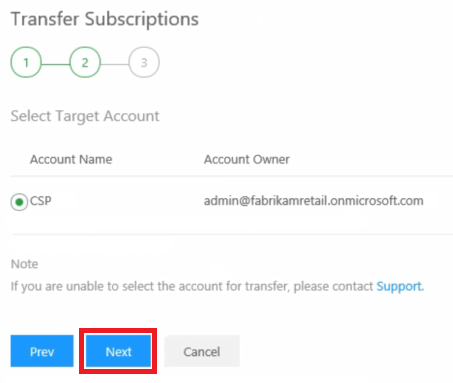 Transfer Subscriptions
1 2 3
Select Target Account
Account Name Account Owner
CSP admin@fabrikamretail.onmicrosoft.com
Note
If you are unable to select the account for transfer, please contact Support.
Prev Next Cancel